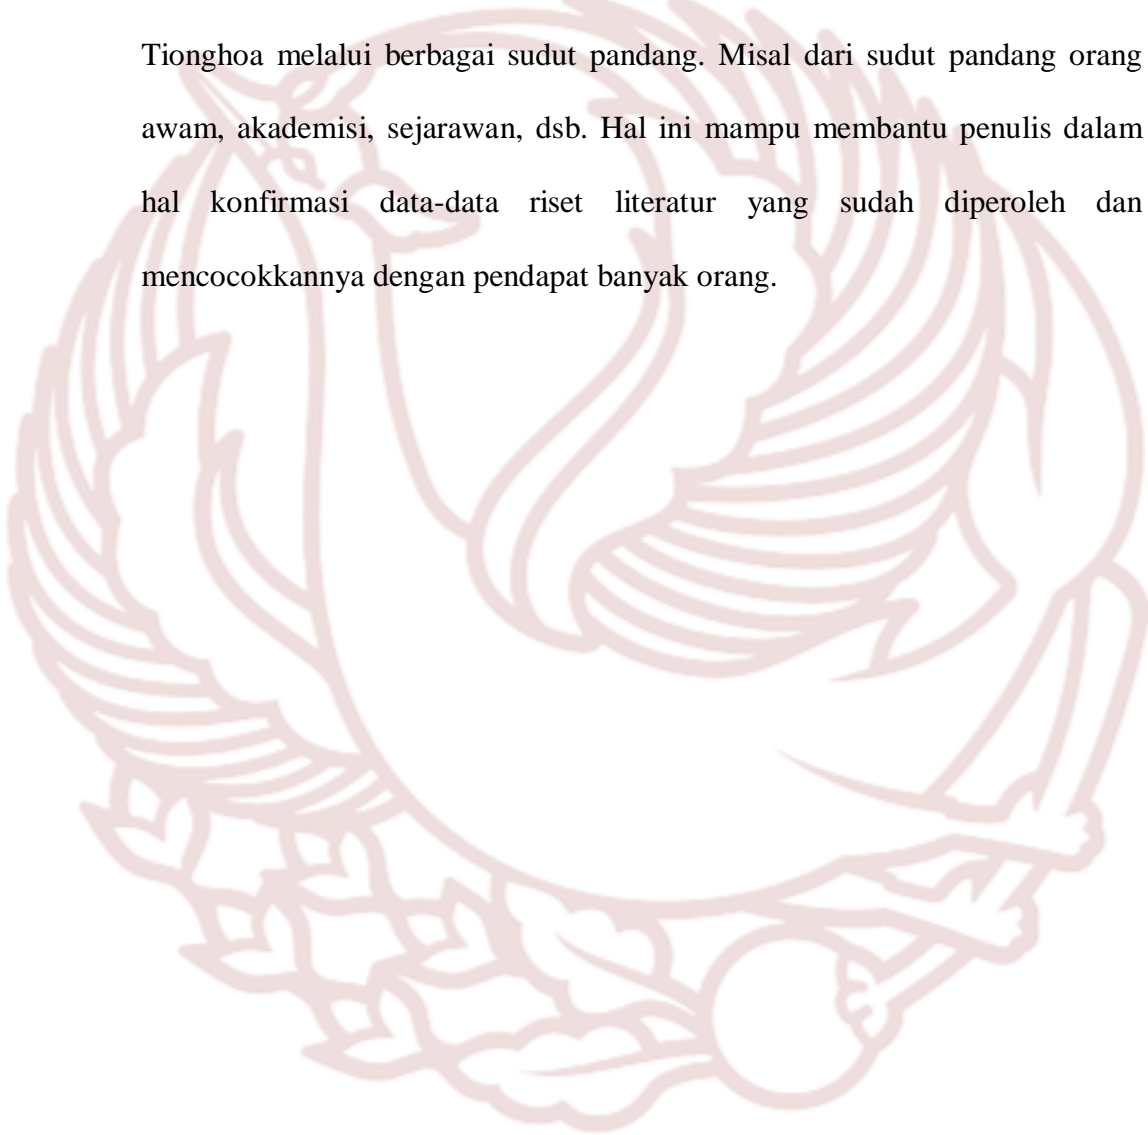 Tionghoa melalui berbagai sudut pandang. Misal dari sudut pandang orang
awam, akademisi, sejarawan, dsb. Hal ini mampu membantu penulis dalam
hal konfirmasi data-data riset literatur yang sudah diperoleh dan
mencocokkannya dengan pendapat banyak orang.